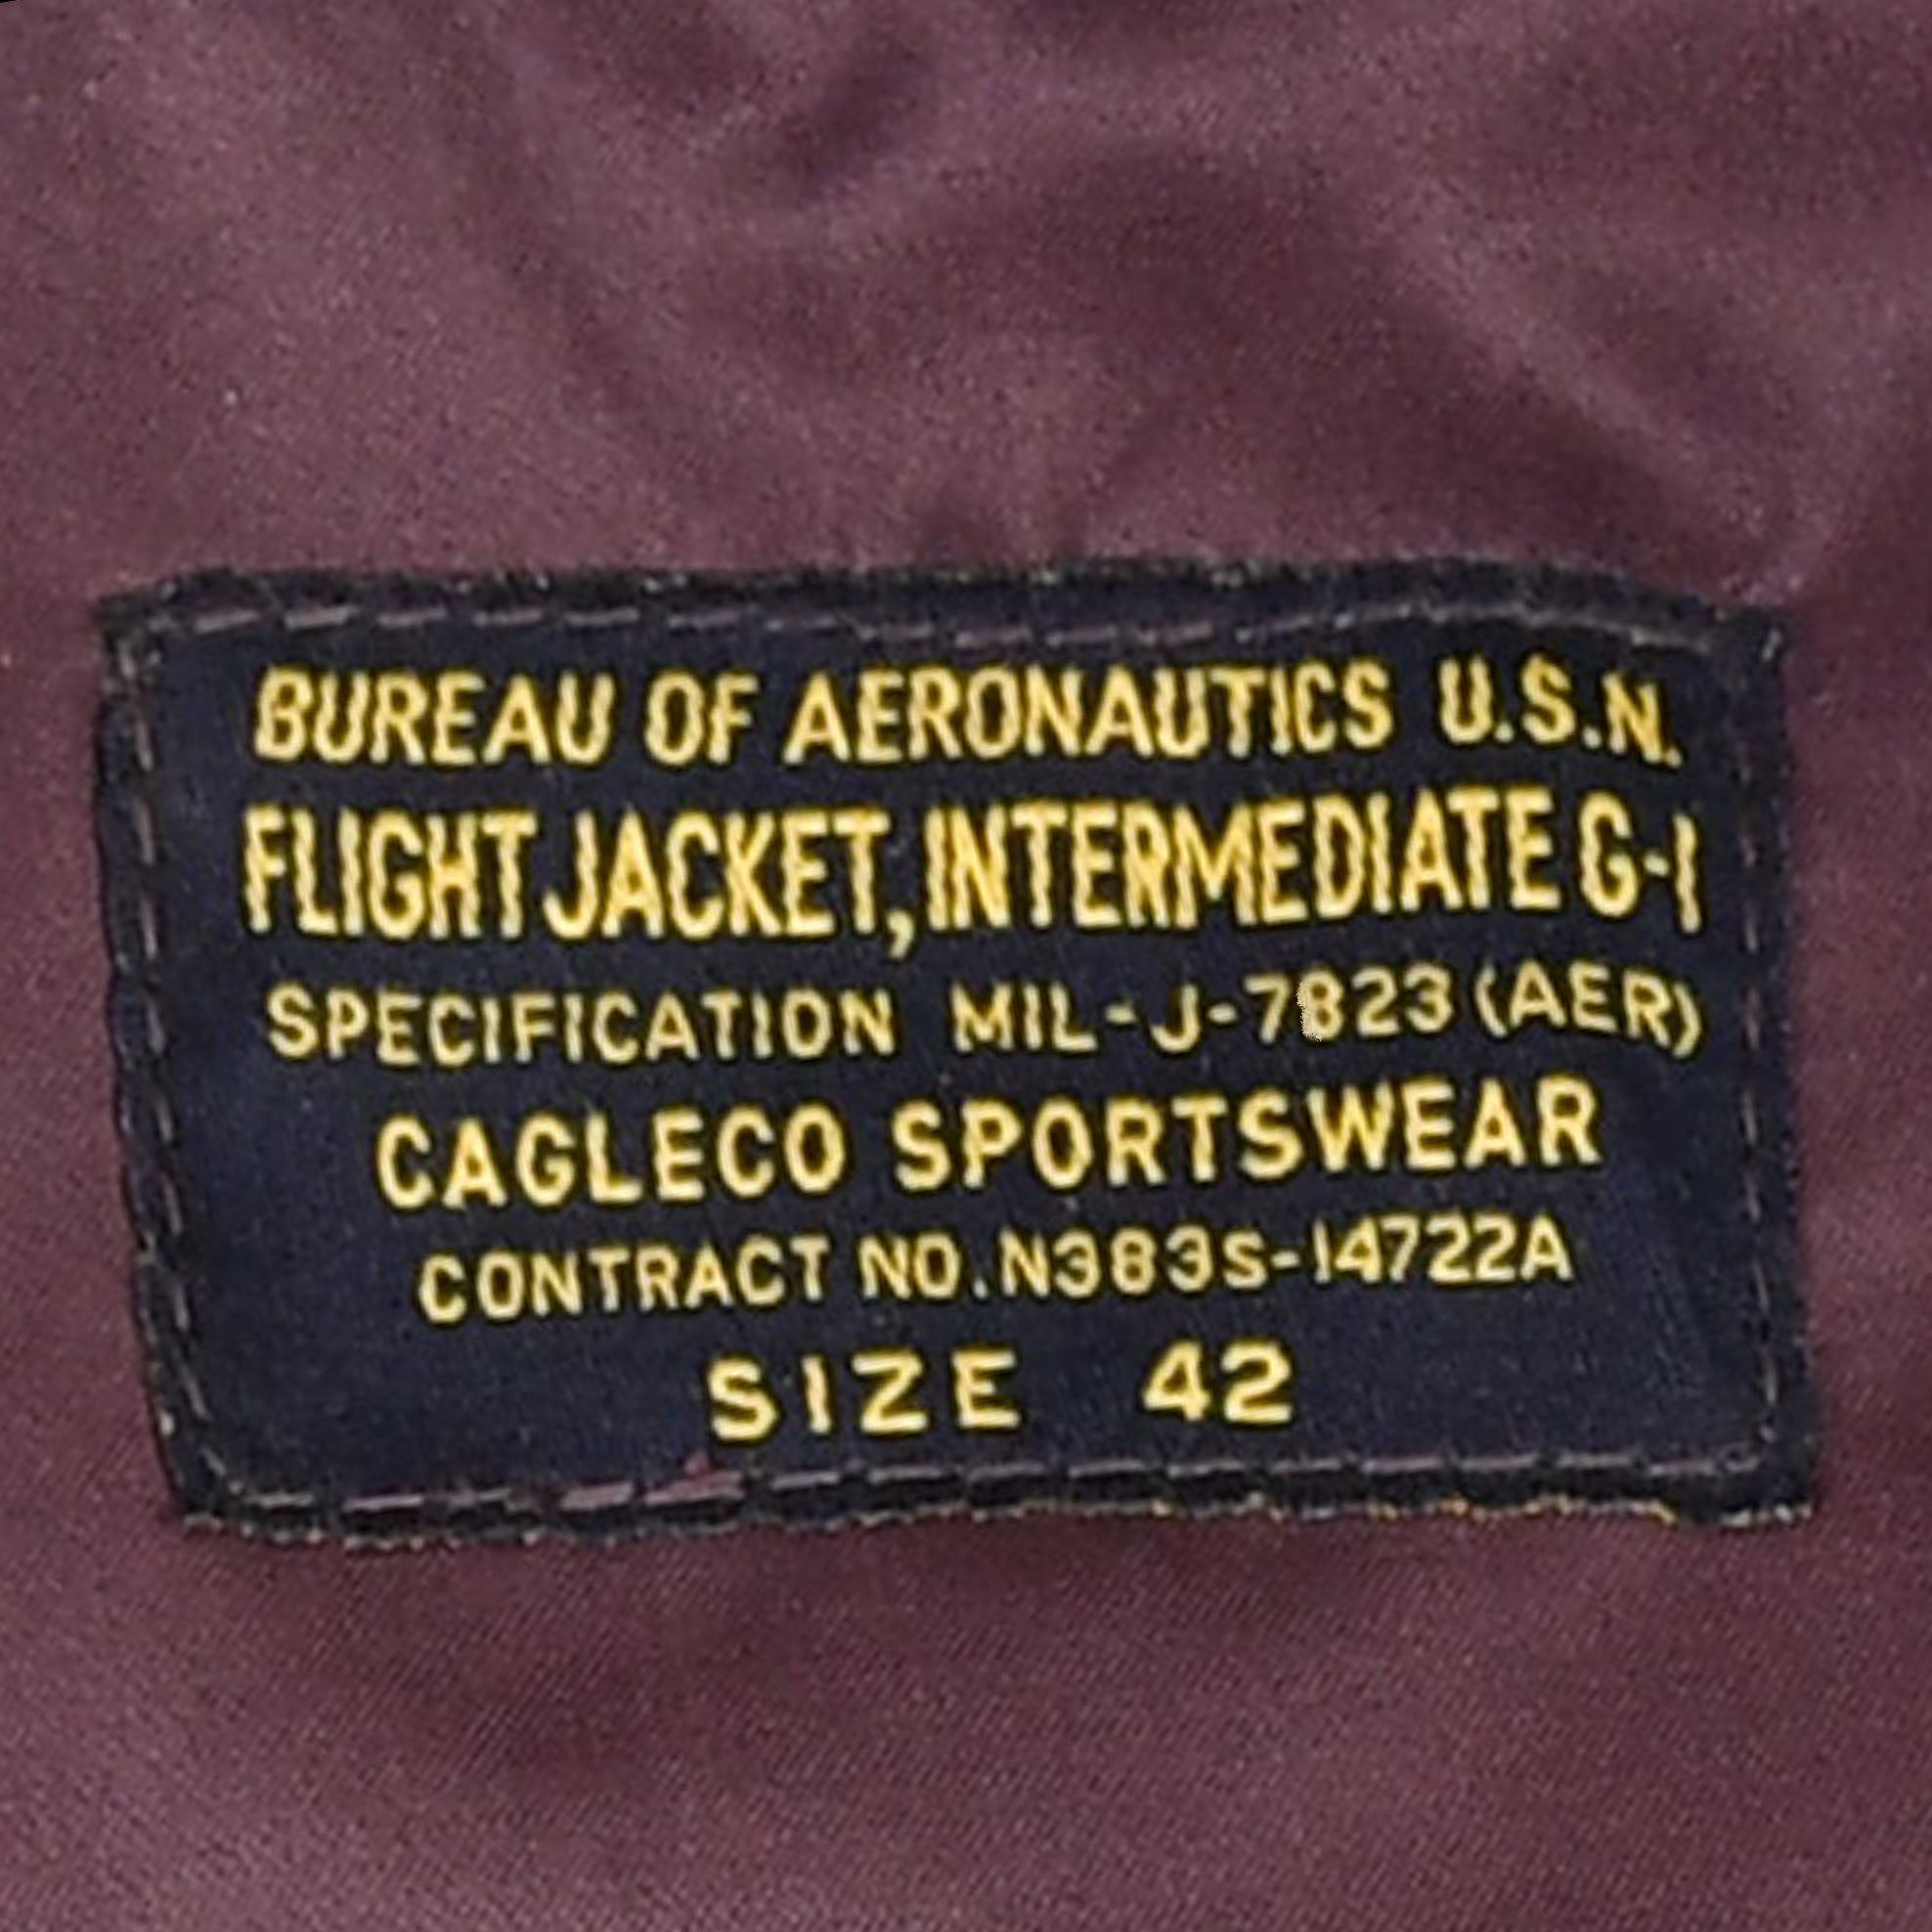 BUREAU OF AERONAUTICS U.S.N.
FLIGHT JACKET, INTERMEDIATE G-1
SPECIFICATION MIL-J-7823 (AER)
CAGLECO SPORTSWEAR
CONTRACT NO. N383S-14722A
SIZE 42